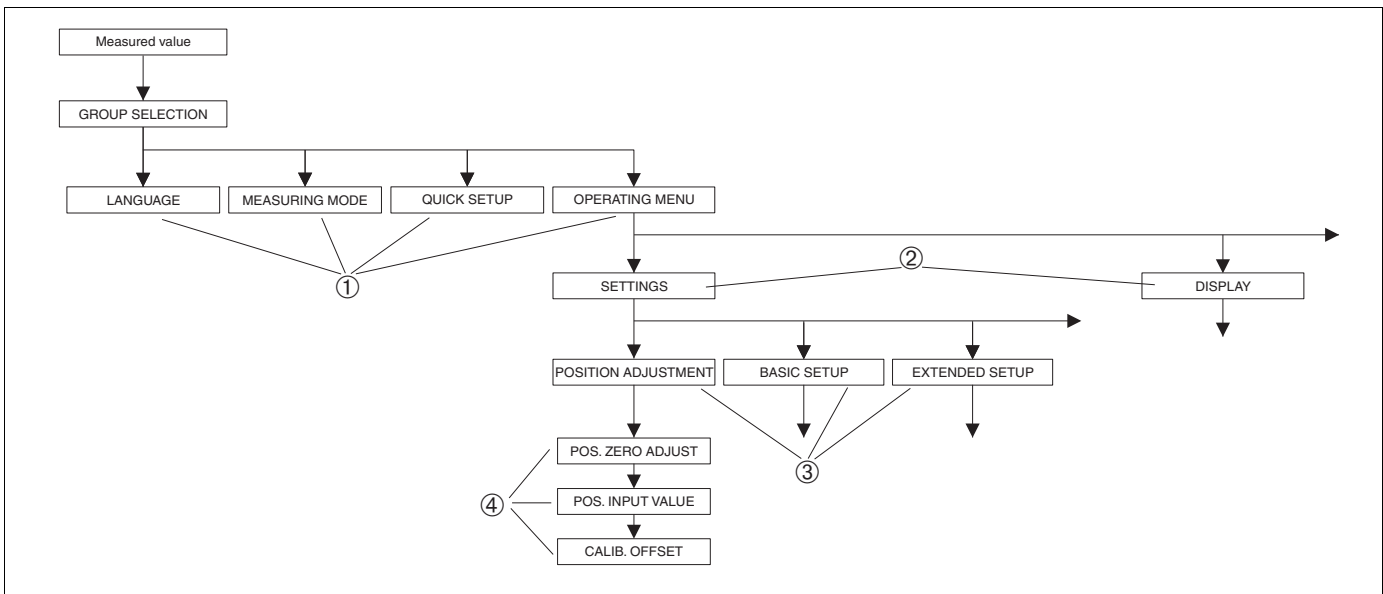 Measured value
GROUP SELECTION
LANGUAGE
MEASURING MODE
QUICK SETUP
OPERATING MENU
①
②
SETTINGS
DISPLAY
POSITION ADJUSTMENT
BASIC SETUP
EXTENDED SETUP
③
④
POS. ZERO ADJUST
POS. INPUT VALUE
CALIB. OFFSET